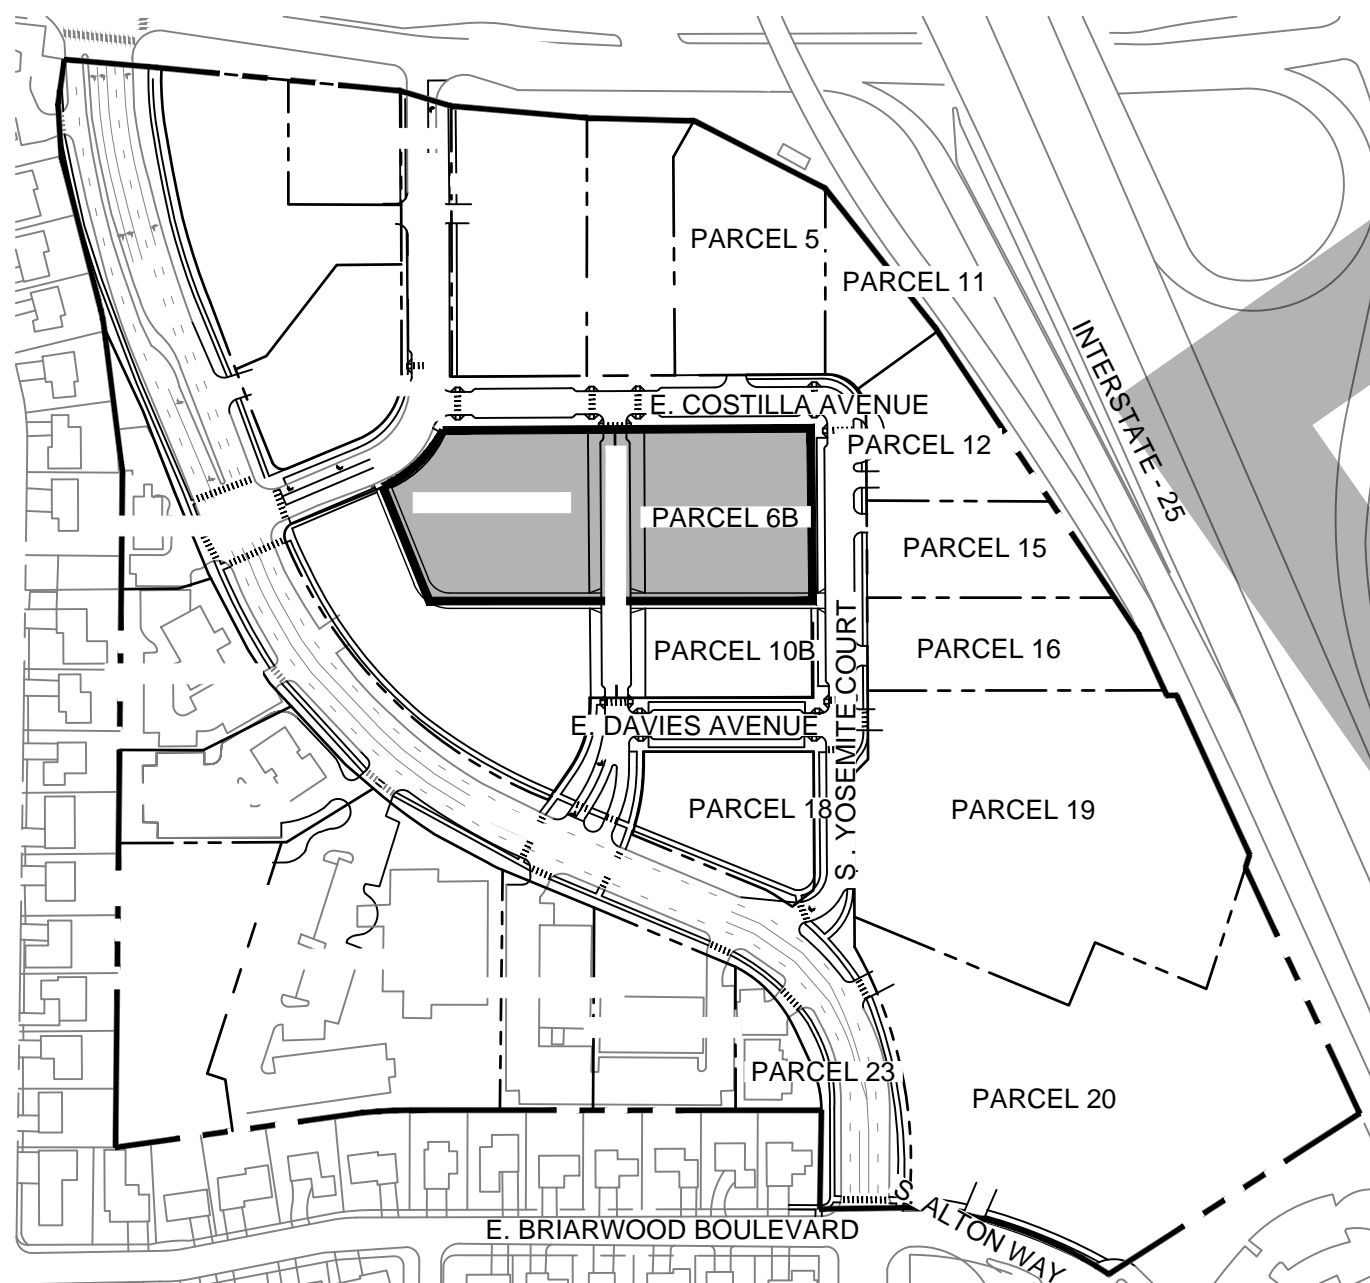 PARCEL 5
PARCEL 11
INTERSTATE - 25
E. COSTILLA AVENUE
PARCEL 12
PARCEL 6B
PARCEL 15
S. YOSEMITE COURT
PARCEL 10B
PARCEL 16
E. DAVIES AVENUE
PARCEL 18
PARCEL 19
PARCEL 23
PARCEL 20
S. ALTON WAY
E. BRIARWOOD BOULEVARD